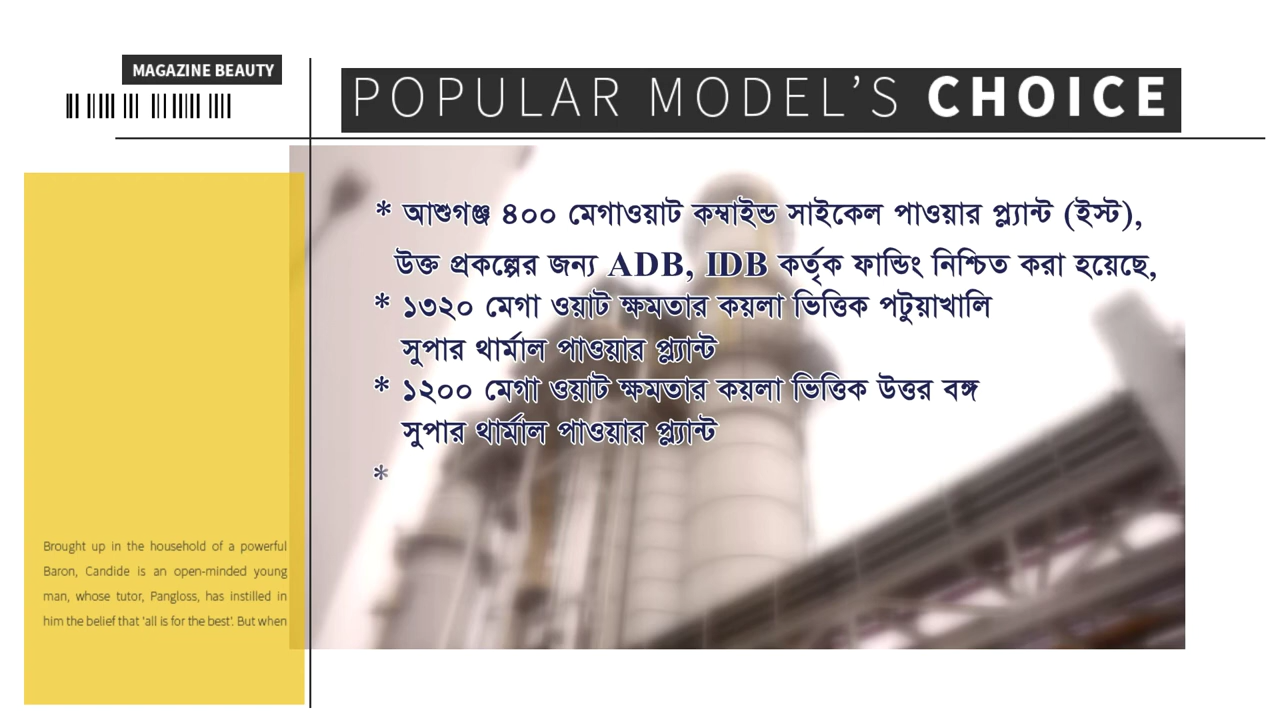 MAGAZINE BEAUTY
POPULAR MODEL’S CHOICE
* আশুগঞ্জ ৪০০ মেগাওয়াট কম্বাইন্ড সাইকেল পাওয়ার প্ল্যান্ট (ইস্ট),
উক্ত প্রকল্পের জন্য ADB, IDB কর্তৃক ফান্ডিং নিশ্চিত করা হয়েছে,
* ১৩২০ মেগা ওয়াট ক্ষমতার কয়লা ভিত্তিক পটুয়াখালি
সুপার থার্মাল পাওয়ার প্ল্যান্ট
* ১২০০ মেগা ওয়াট ক্ষমতার কয়লা ভিত্তিক উত্তর বঙ্গ
সুপার থার্মাল পাওয়ার প্ল্যান্ট
*
Brought up in the household of a powerful
Baron, Candide is an open-minded young
man, whose tutor, Pangloss, has instilled in
him the belief that ‘all is for the best’. But when